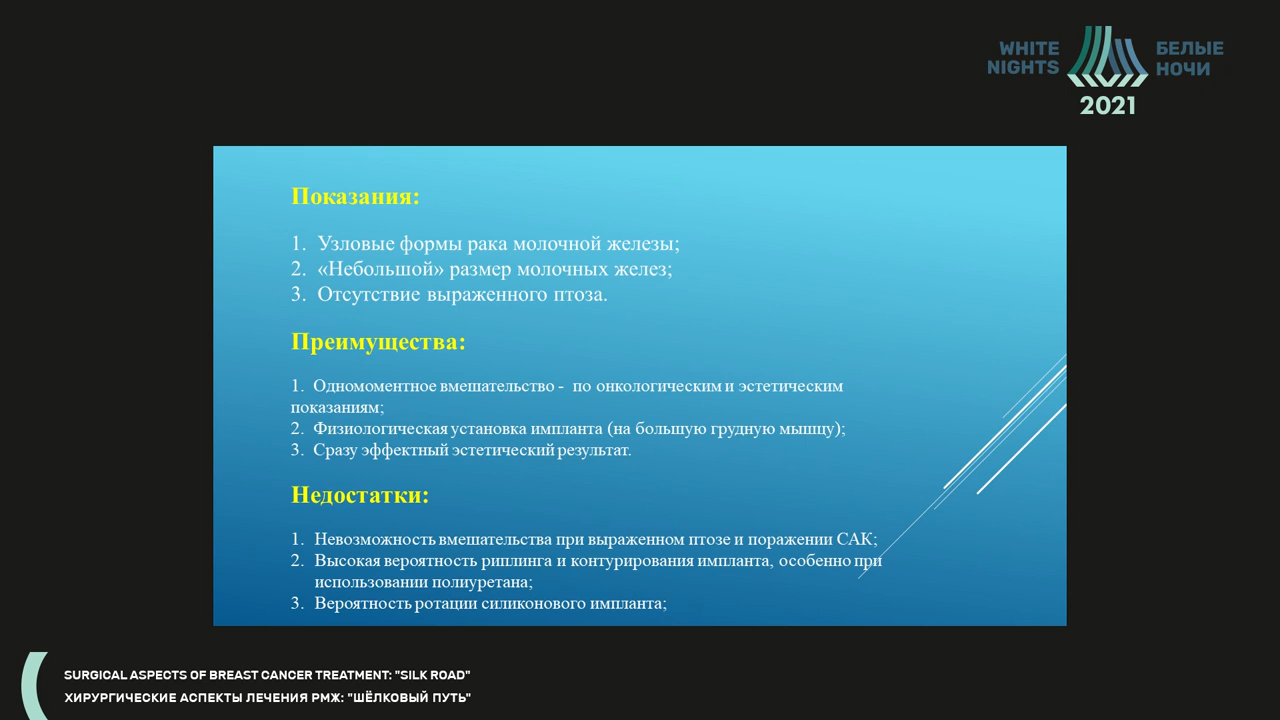 WHITE NIGHTS
БЕЛЫЕ НОЧИ
2021
Показания:
1. Узловые формы рака молочной железы;
2. «Небольшой» размер молочных желез;
3. Отсутствие выраженного птоза.
Преимущества:
1. Одномоментное вмешательство - по онкологическим и эстетическим
показаниям;
2. Физиологическая установка импланта (на большую грудную мышцу);
3. Сразу эффектный эстетический результат.
Недостатки:
1. Невозможность вмешательства при выраженном птозе и поражении САК;
2. Высокая вероятность риплинга и контурирования импланта, особенно при
использовании полиуретана;
3. Вероятность ротации силиконового импланта;
SURGICAL ASPECTS OF BREAST CANCER TREATMENT: "SILK ROAD"
ХИРУРГИЧЕСКИЕ АСПЕКТЫ ЛЕЧЕНИЯ РМЖ: "ШЁЛКОВЫЙ ПУТЬ"